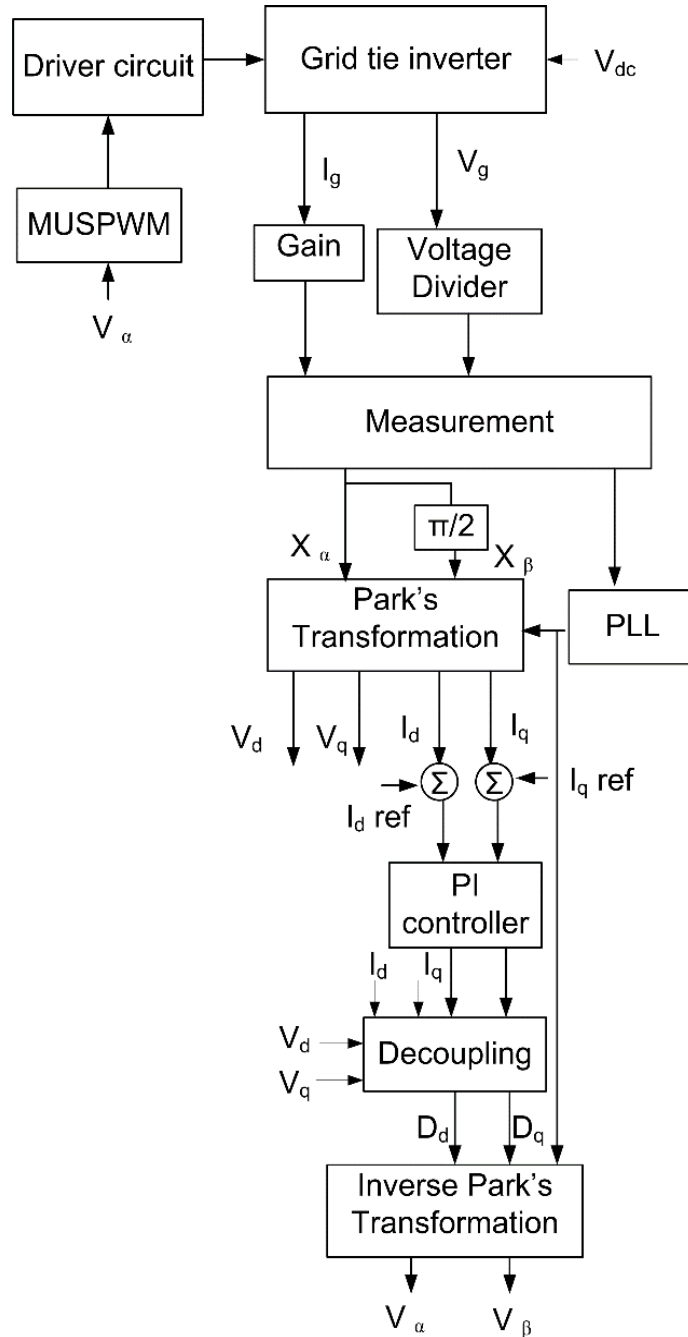 Driver circuit
Grid tie inverter
V dc
I g
V g
MUSPWM
Gain
Voltage
Divider
V α
Measurement
π/2
X α
X β
Park's
Transformation
PLL
V d
V q
I d
I q
Σ
Σ
I d ref
I q ref
PI
controller
I d
I q
V d
Decoupling
V q
D d
D q
Inverse Park's
Transformation
V α
V β